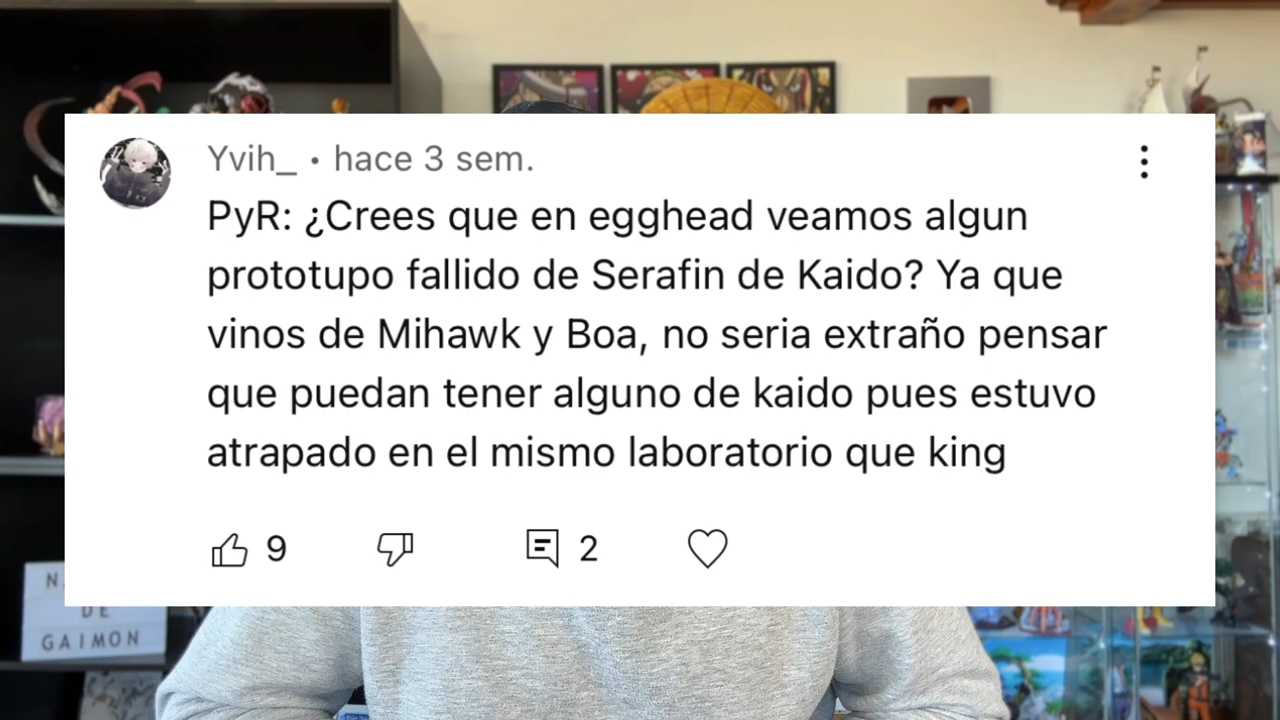 Yvih_ • hace 3 sem.
PyR: ¿Crees que en egghead veamos algun
prototupo fallido de Serafin de Kaido? Ya que
vinos de Mihawk y Boa, no seria extraño pensar
que puedan tener alguno de kaido pues estuvo
atrapado en el mismo laboratorio que king
9 2
N
DE
GAIMON